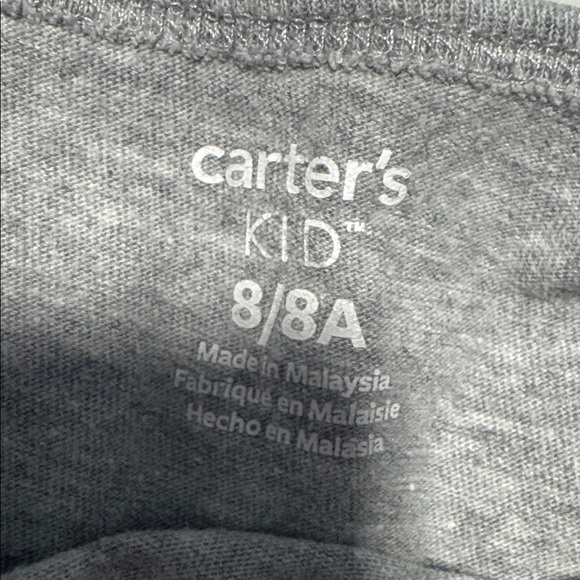 carter's
KID™
8/8A
Made in Malaysia
Fabriqué en Malaisie
Hecho en Malasia